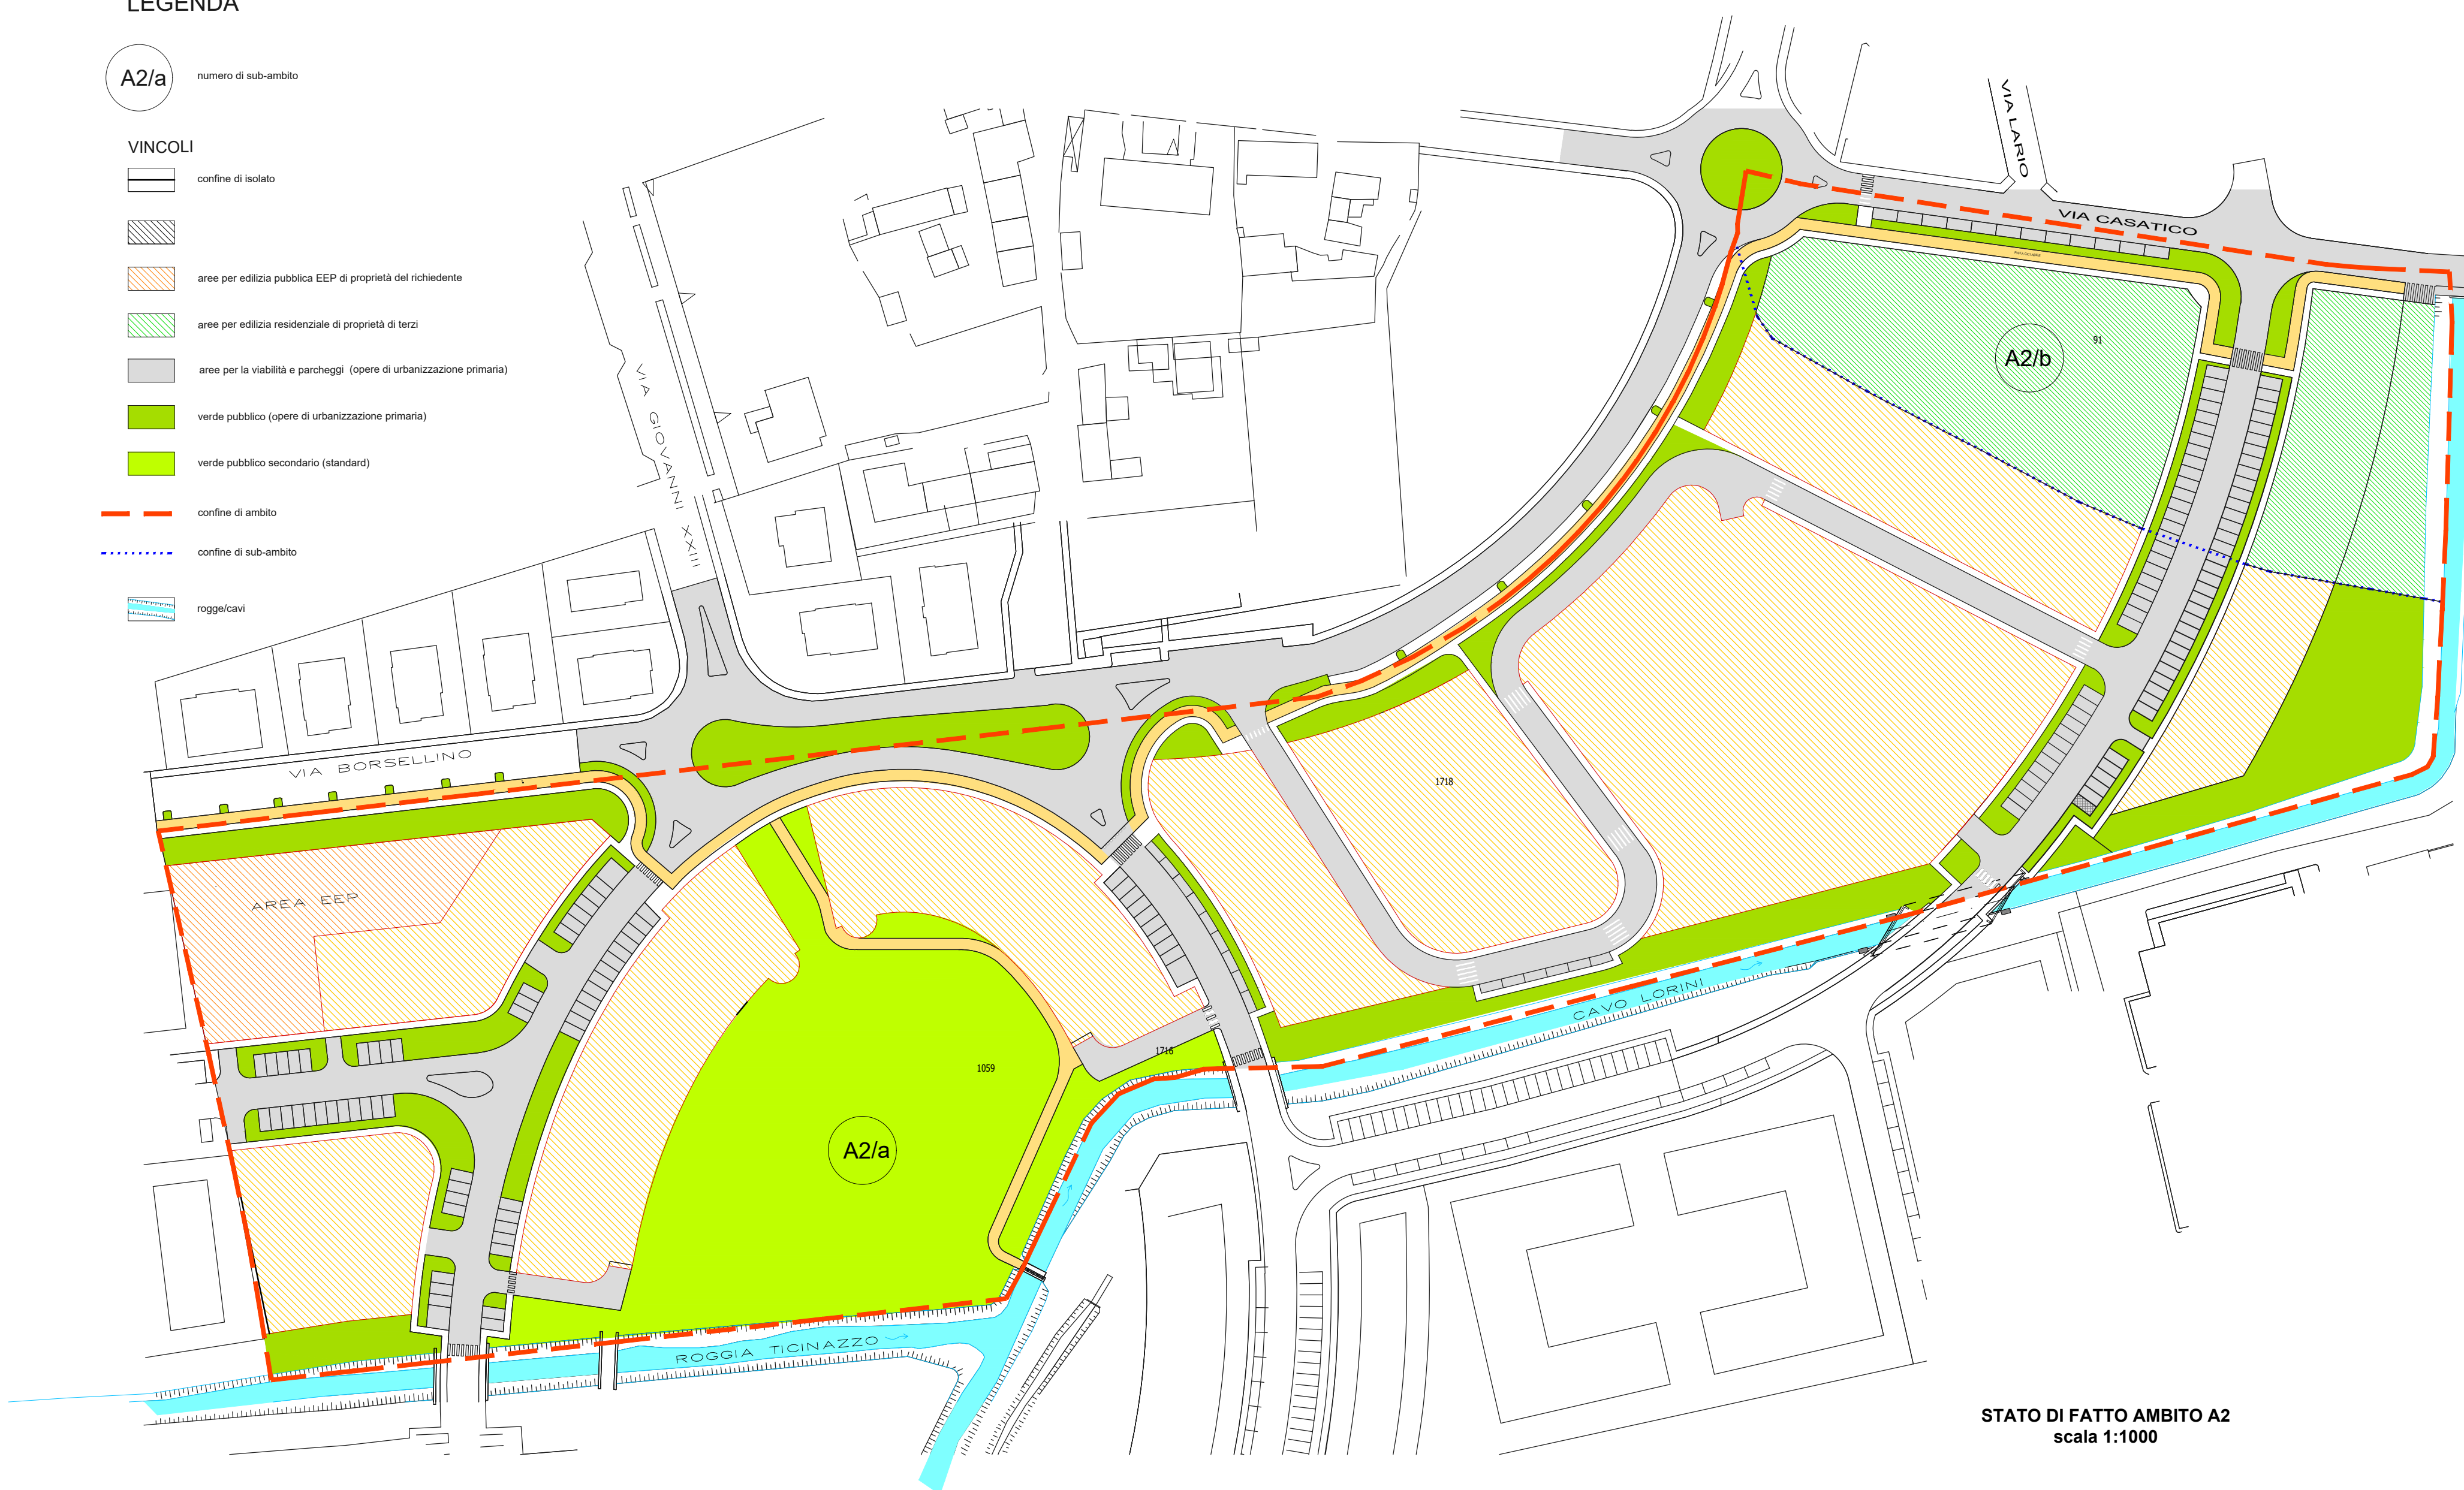 LEGENDA
A2/a
numero di sub-ambito
VINCOLI
confine di isolato
aree per edilizia pubblica EEP di proprietà del richiedente
aree per edilizia residenziale di proprietà di terzi
aree per la viabilità e parcheggi (opere di urbanizzazione primaria)
verde pubblico (opere di urbanizzazione primaria)
verde pubblico secondario (standard)
confine di ambito
confine di sub-ambito
rogge/cavi
VIA LARIO
VIA CASATICO
A2/b
91
VIA GIOVANNI XXIII
VIA BORSELLINO
1718
AREA EEP
CAVO LORINI
1716
1059
A2/a
ROGGIA TICINAZZO
STATO DI FATTO AMBITO A2
scala 1:1000